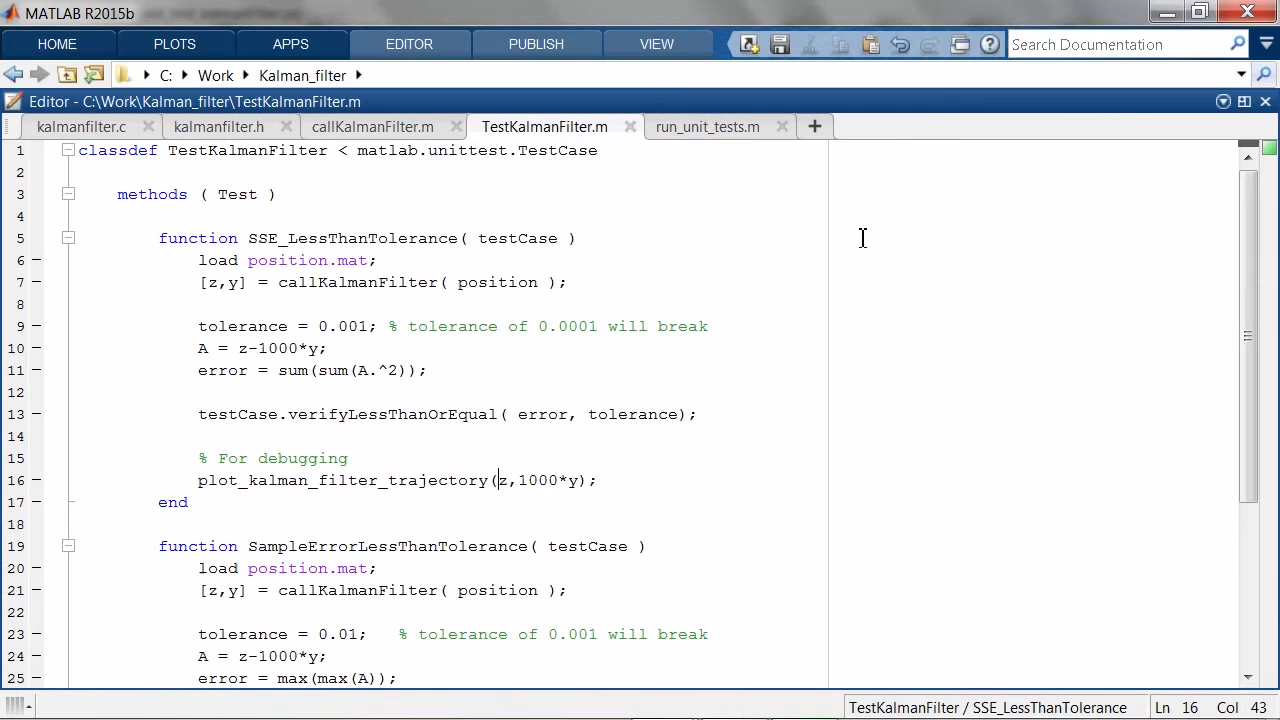 MATLAB R2015b
HOME PLOTS APPS EDITOR PUBLISH VIEW Search Documentation
C: Work Kalman_filter
Editor - C:\Work\Kalman_filter\TestKalmanFilter.m
kalmanfilter.c kalmanfilter.h callKalmanFilter.m TestKalmanFilter.m run_unit_tests.m
1 classdef TestKalmanFilter < matlab.unittest.TestCase
2
3 methods ( Test )
4
5 function SSE_LessThanTolerance( testCase )
6 load position.mat;
7 [z,y] = callKalmanFilter( position );
8
9 tolerance = 0.001; % tolerance of 0.0001 will break
10 A = z-1000*y;
11 error = sum(sum(A.^2));
12
13 testCase.verifyLessThanOrEqual( error, tolerance);
14
15 % For debugging
16 plot_kalman_filter_trajectory(z,1000*y);
17 end
18
19 function SampleErrorLessThanTolerance( testCase )
20 load position.mat;
21 [z,y] = callKalmanFilter( position );
22
23 tolerance = 0.01; % tolerance of 0.001 will break
24 A = z-1000*y;
25 error = max(max(A));
TestKalmanFilter / SSE_LessThanTolerance Ln 16 Col 43